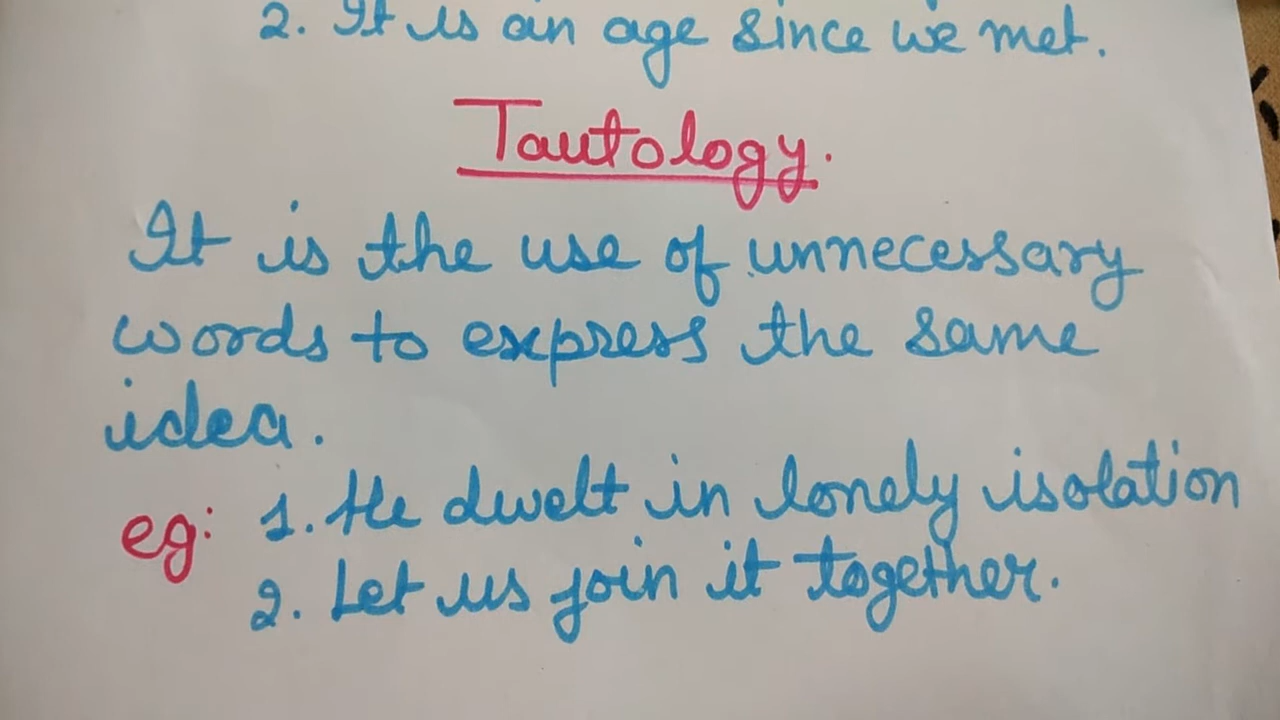 2. It is an age since we met.
Tautology.
It is the use of unnecessary
words to express the same
idea.
eg: 1. He dwelt in lonely isolation
2. Let us join it together.